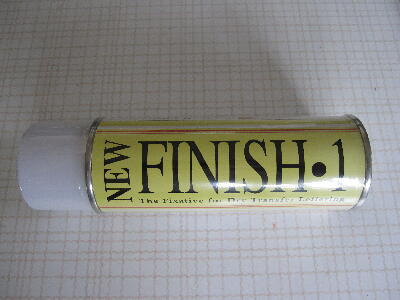 NEW
FINISH·1
The Fixative for Dry Transfer Lettering